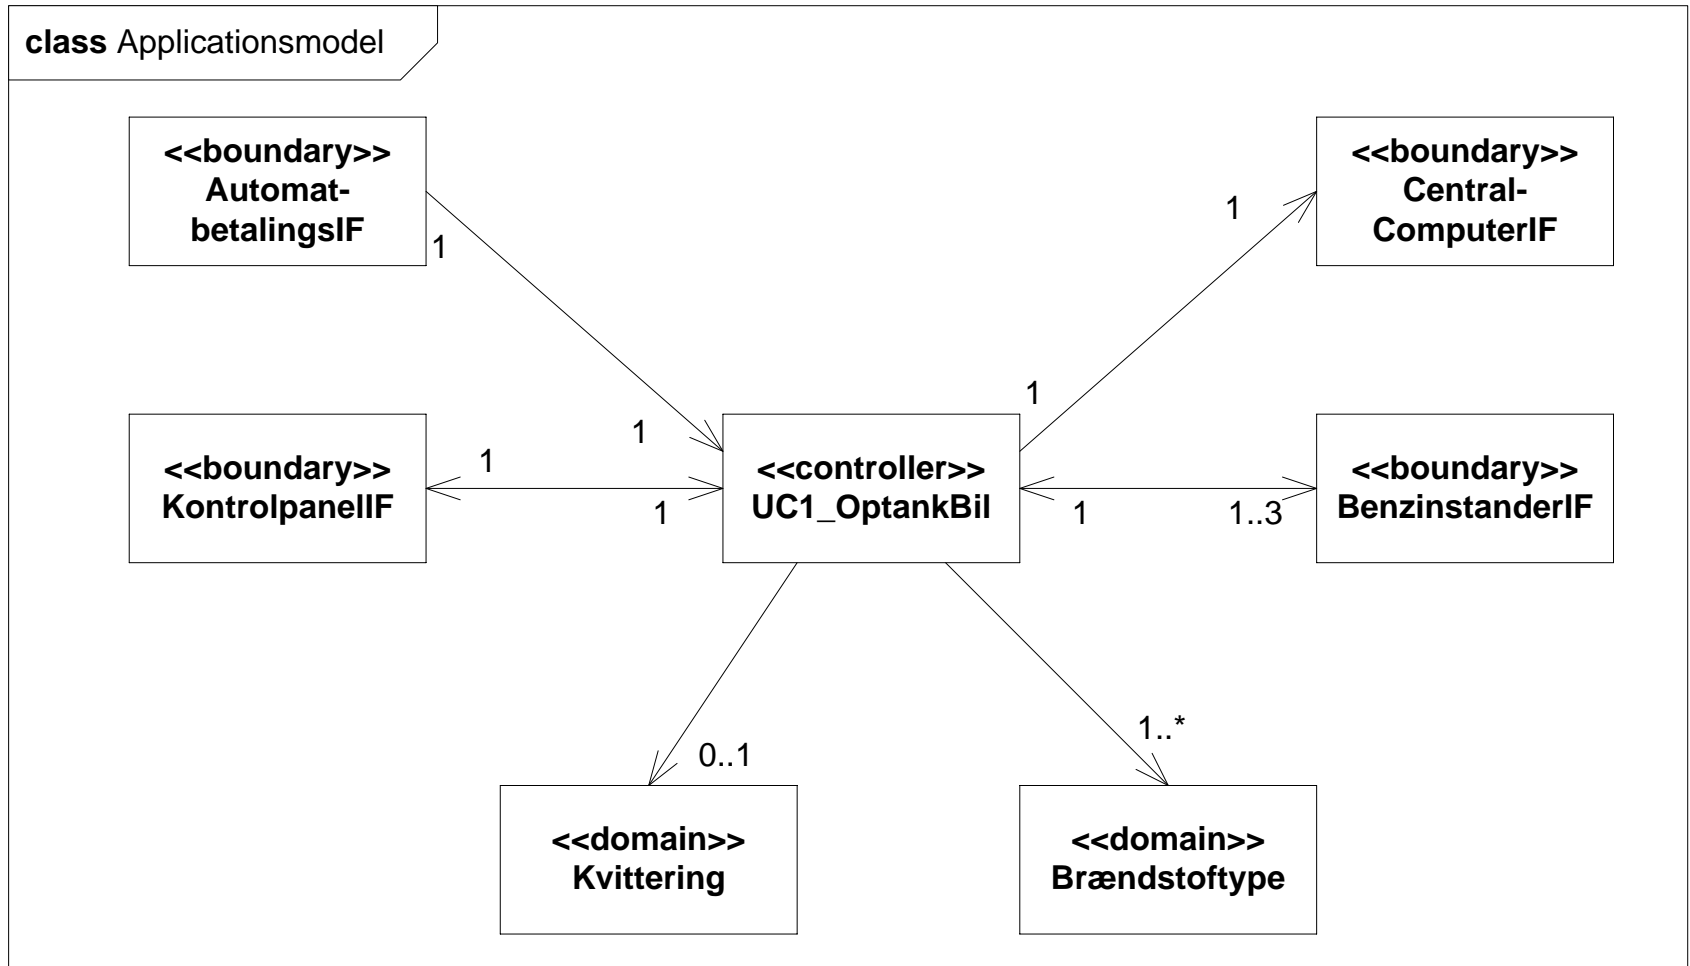 class Applicationsmodel
<<boundary>>
Automat-
betalingsIF
1
1
<<boundary>>
Central-
ComputerIF
1
1
<<boundary>>
KontrolpanelIF
1
1
<<controller>>
UC1_OptankBil
1
1..3
<<boundary>>
BenzinstanderIF
0..1
1..*
<<domain>>
Kvittering
<<domain>>
Brændstoftype